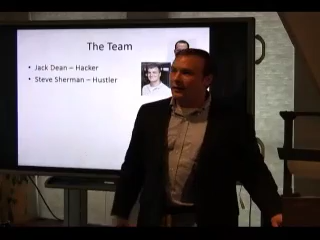 The Team
• Jack Dean – Hacker
• Steve Sherman – Hustler